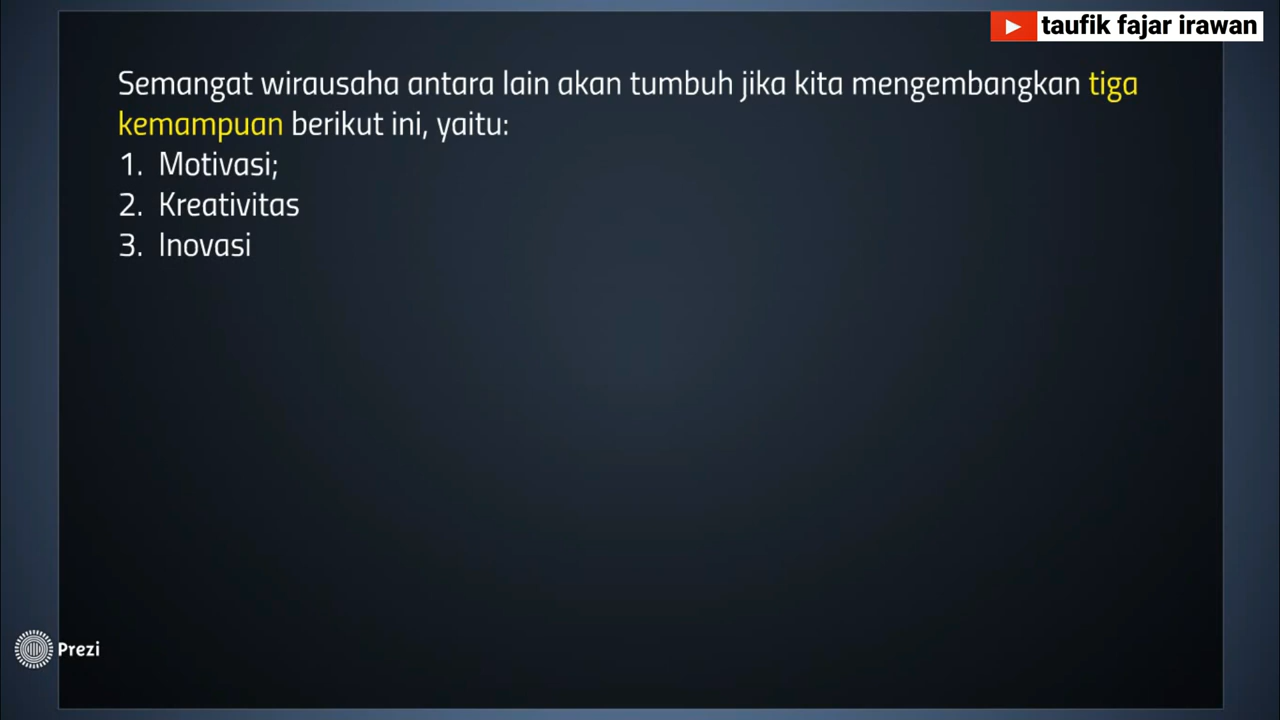 taufik fajar irawan
Semangat wirausaha antara lain akan tumbuh jika kita mengembangkan tiga
kemampuan berikut ini, yaitu:
1. Motivasi;
2. Kreativitas
3. Inovasi
Prezi